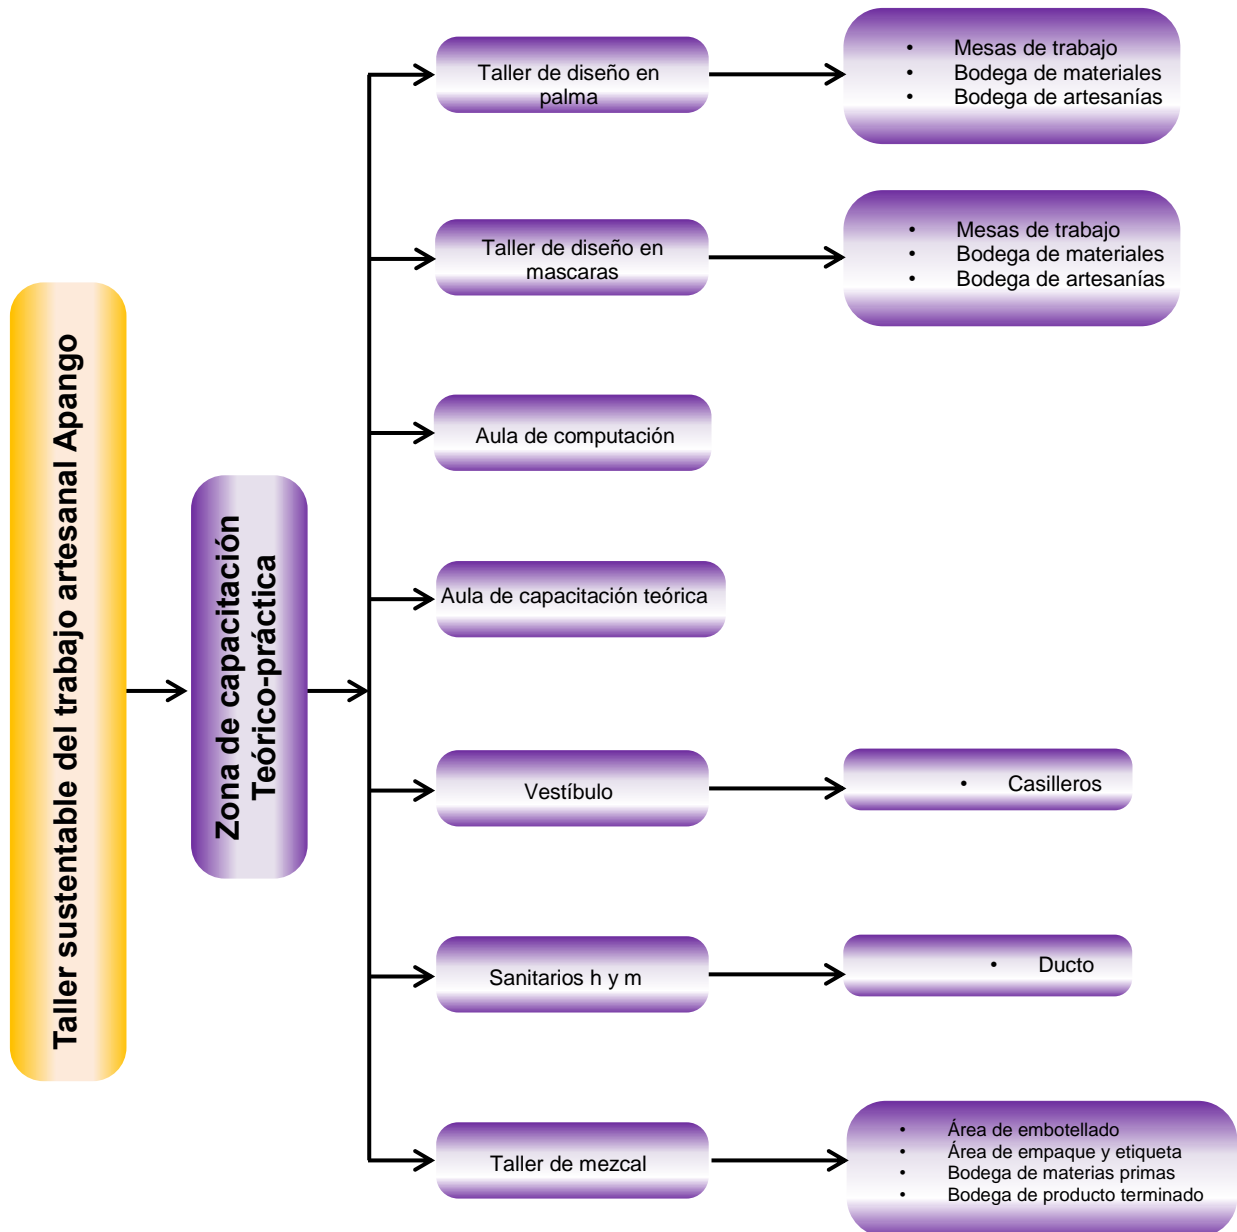 Taller sustentable del trabajo artesanal Apango
Zona de capacitación
Teórico-práctica
Taller de diseño en
palma
• Mesas de trabajo
• Bodega de materiales
• Bodega de artesanías
Taller de diseño en
mascaras
• Mesas de trabajo
• Bodega de materiales
• Bodega de artesanías
Aula de computación
Aula de capacitación teórica
Vestíbulo
• Casilleros
Sanitarios h y m
• Ducto
Taller de mezcal
• Área de embotellado
• Área de empaque y etiqueta
• Bodega de materias primas
• Bodega de producto terminado